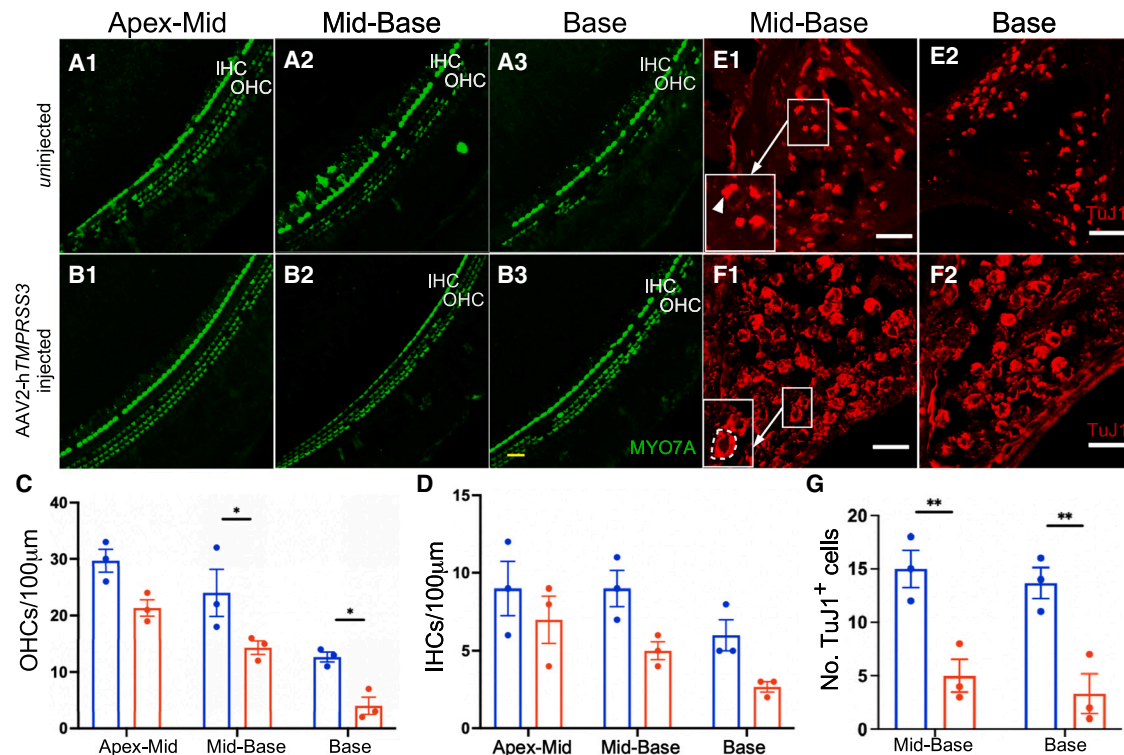 Apex-Mid Mid-Base Base Mid-Base Base
uninjected
A1 IHC OHC
A2 IHC OHC
A3 IHC OHC
E1
E2 TuJ1
AAV2-hTMPRSS3
injected
B1
B2 IHC OHC
B3 IHC OHC MYO7A
F1
F2 TuJ1
C
OHCs/100μm
40
30
20
10
0
* *
Apex-Mid Mid-Base Base
D
IHCs/100μm
15
10
5
0
Apex-Mid Mid-Base Base
G
No. TuJ1+ cells
20
15
10
5
0
** **
Mid-Base Base